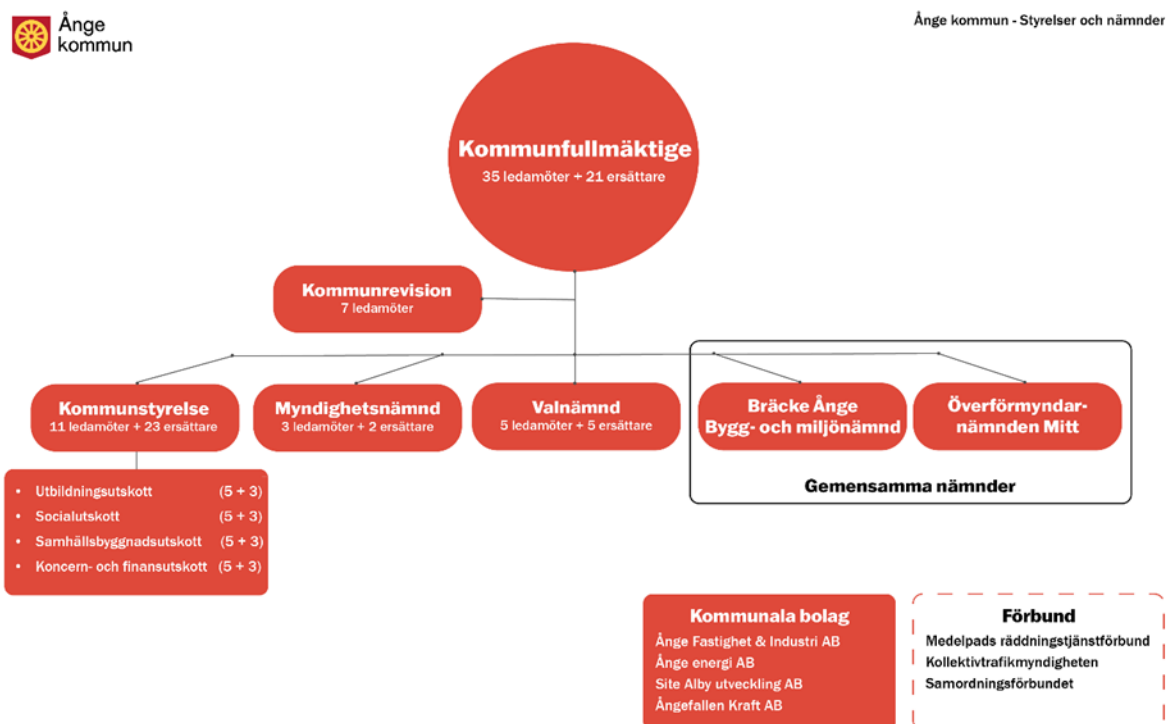 Ånge
kommun
Ånge kommun - Styrelser och nämnder
Kommunfullmäktige
35 ledamöter + 21 ersättare
Kommunrevision
7 ledamöter
Kommunstyrelse
11 ledamöter + 23 ersättare
Myndighetsnämnd
3 ledamöter + 2 ersättare
Valnämnd
5 ledamöter + 5 ersättare
Bräcke Ånge
Bygg- och miljönämnd
Överförmyndar-
nämnden Mitt
Gemensamma nämnder
• Utbildningsutskott (5 + 3)
• Socialutskott (5 + 3)
• Samhällsbyggnadsutskott (5 + 3)
• Koncern- och finsutskott (5 + 3)
Kommunala bolag
Ånge Fastighet & Industri AB
Ånge energi AB
Site Alby utveckling AB
Ångefallen Kraft AB
Förbund
Medelpads räddningstjänstförbund
Kollektivtrafikmyndigheten
Samordningsförbundet